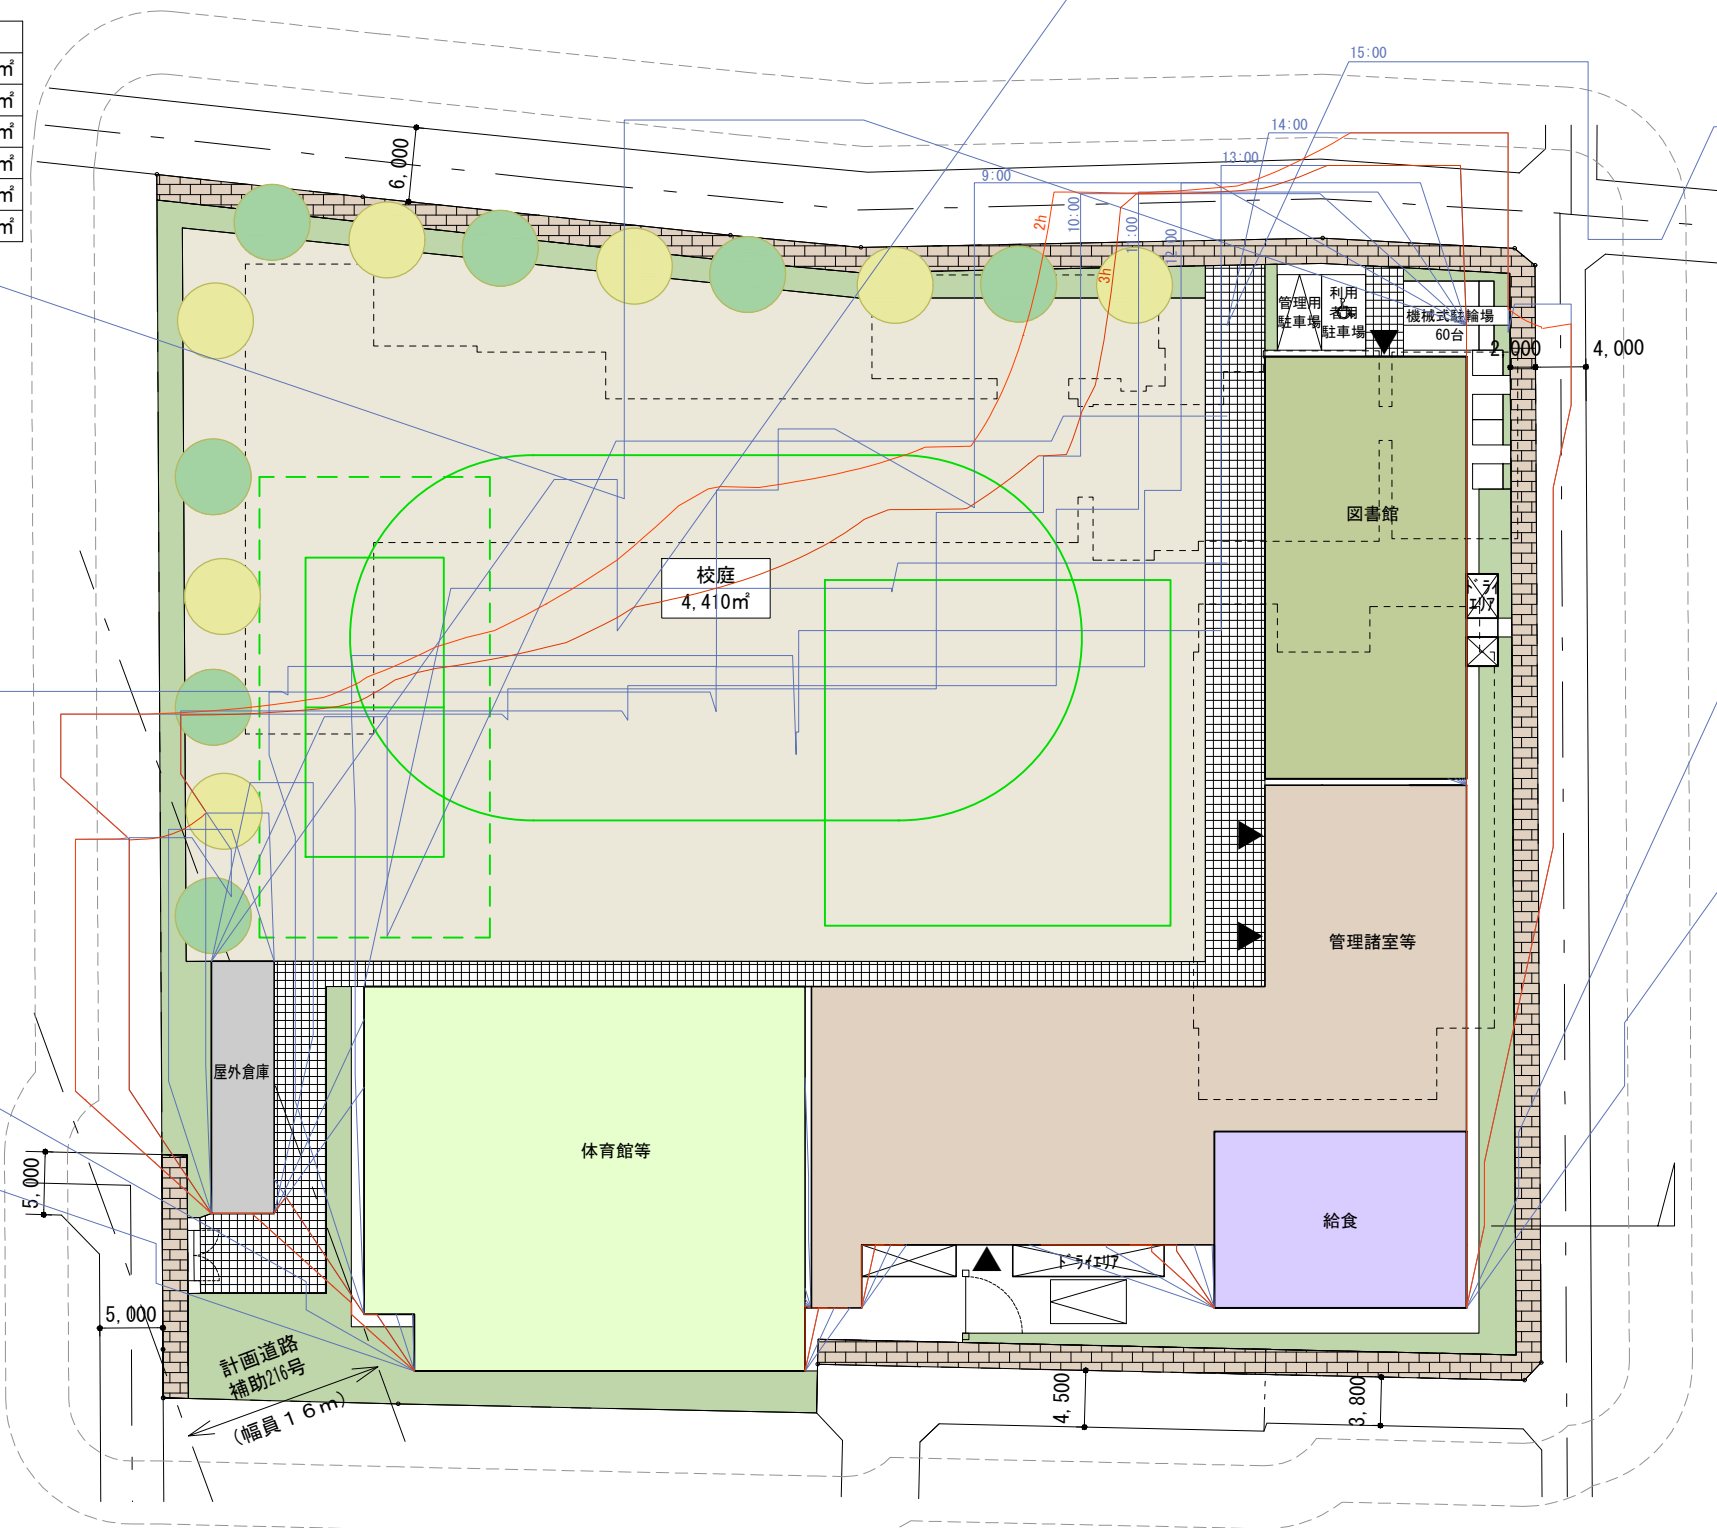 ㎡
㎡
㎡
㎡
㎡
㎡
15:00
14:00
13:00
9:00
10:00
11:00
12:00
2h
3h
6,000
管理用
駐車場
利用
者用
駐車場
機械式駐輪場
60台
2,000
4,000
図書館
校庭
4,410㎡
ドライ
エリア
管理諸室等
屋外倉庫
体育館等
給食
ドライエリア
5,000
5,000
計画道路
補助216号
(幅員16m)
4,500
3,800